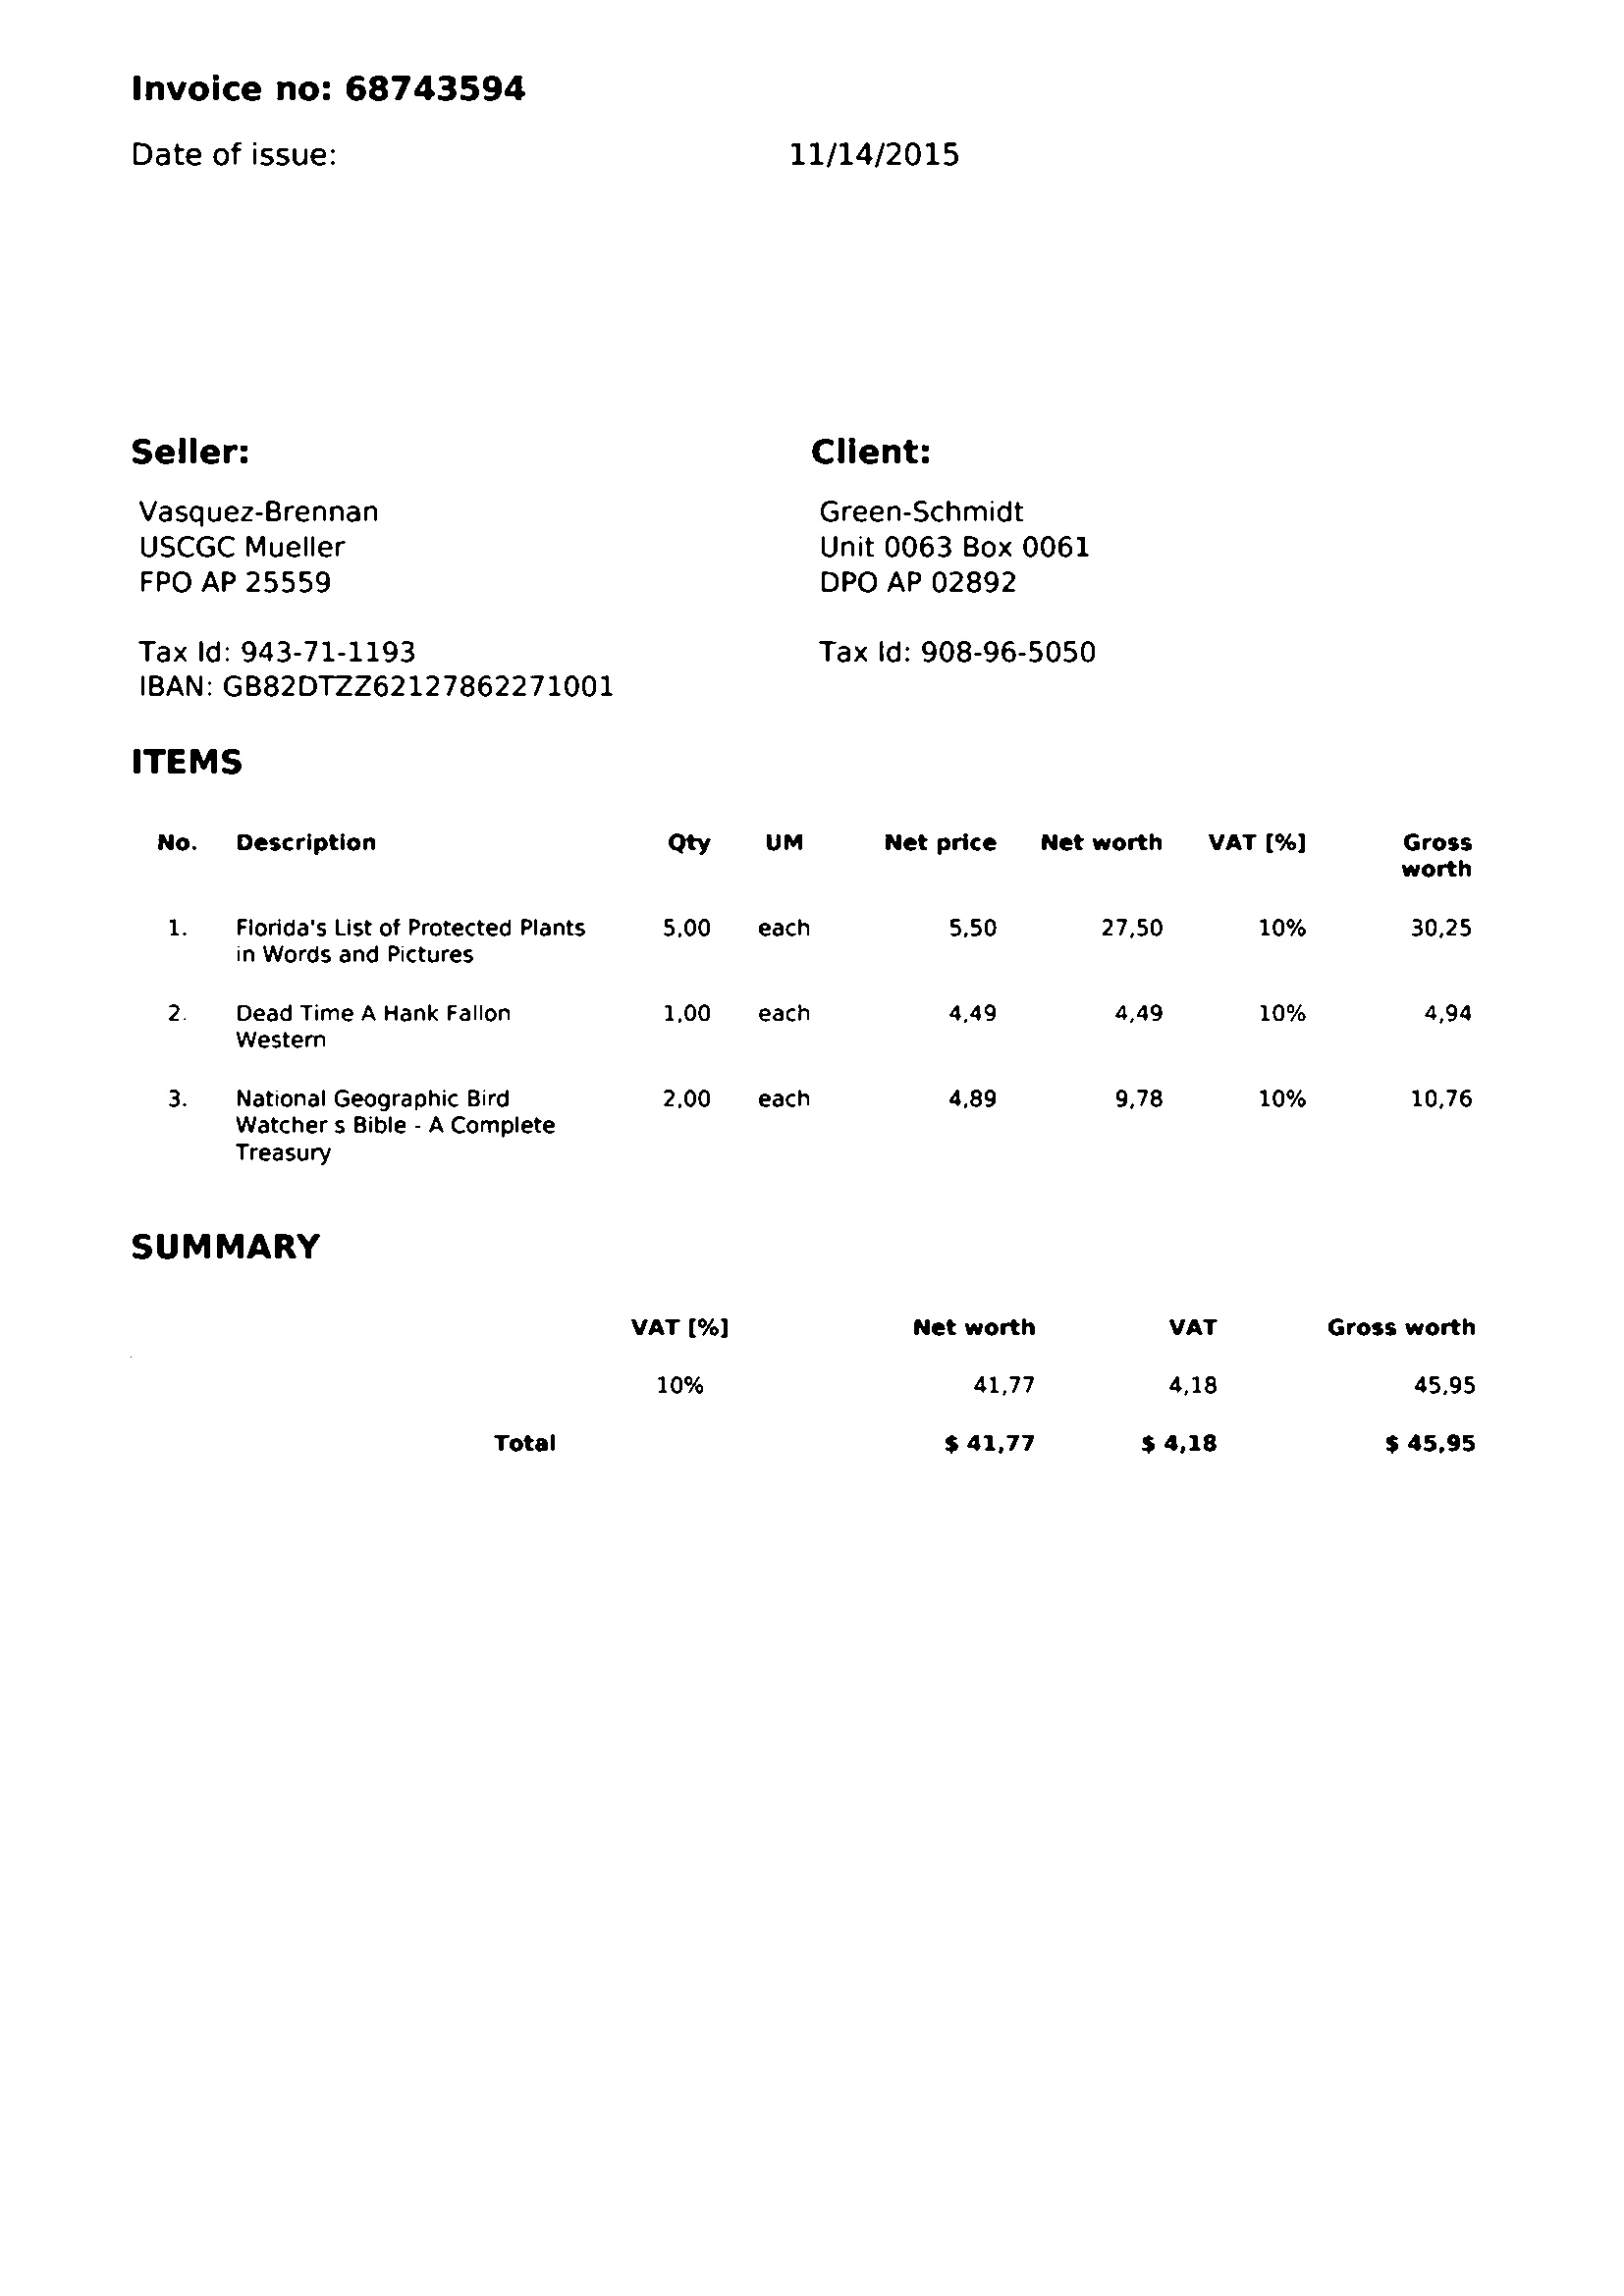 Invoice no: 68743594
Date of issue: 11/14/2015
Seller: Client:
Vasquez-Brennan Green-Schmidt
USCGC Mueller Unit 0063 Box 0061
FPO AP 25559 DPO AP 02892
Tax Id: 943-71-1193 Tax Id: 908-96-5050
IBAN: GB82DTZZ62127862271001
ITEMS
No. Description Qty UM Net price Net worth VAT [%] Gross
worth
1. Florida's List of Protected Plants 5,00 each 5,50 27,50 10% 30,25
in Words and Pictures
2. Dead Time A Hank Fallon 1,00 each 4,49 4,49 10% 4,94
Western
3. National Geographic Bird 2,00 each 4,89 9,78 10% 10,76
Watcher s Bible - A Complete
Treasury
SUMMARY
VAT [%] Net worth VAT Gross worth
10% 41,77 4,18 45,95
Total $ 41,77 $ 4,18 $ 45,95